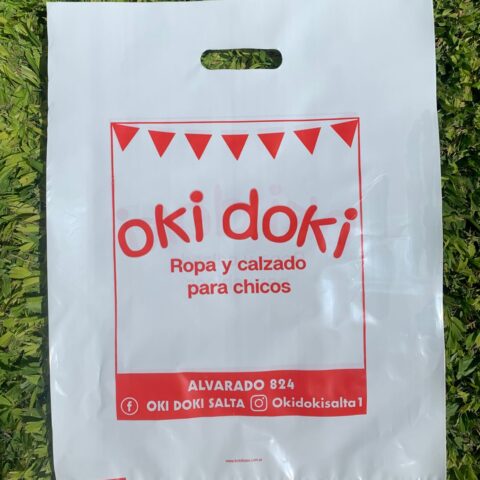 oki doki
Ropa y calzado
para chicos
ALVARADO 824
OKI DOKI SALTA Okidokisalta1